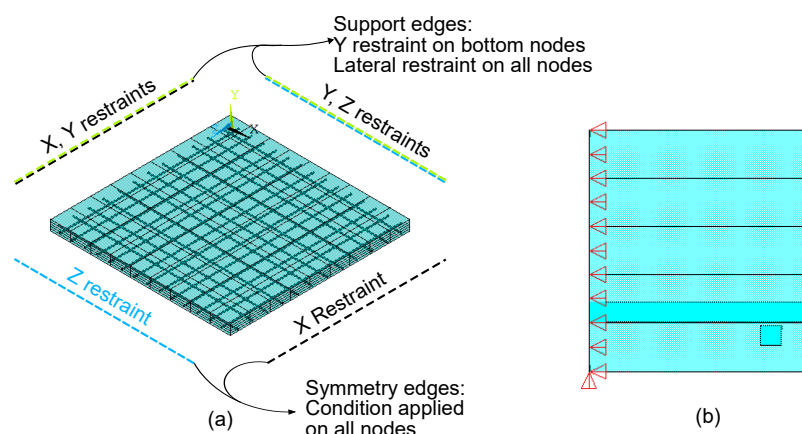 Support edges:
Y restraint on bottom nodes
Lateral restraint on all nodes
X, Y restraints
Y, Z restraints
Y
X
Z restraint
X Restraint
Symmetry edges:
Condition applied
on all nodes
(a)
(b)